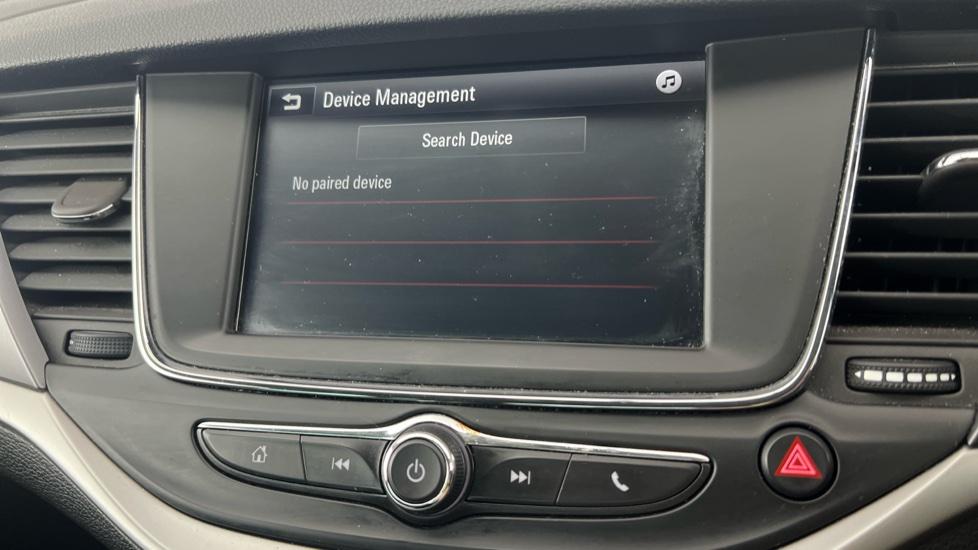 Device Management
Search Device
No paired device